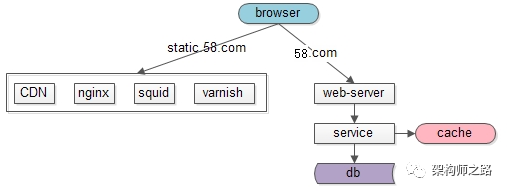 browser
static.58.com
58.com
CDN
nginx
squid
varnish
web-server
service
cache
db
架构师之路